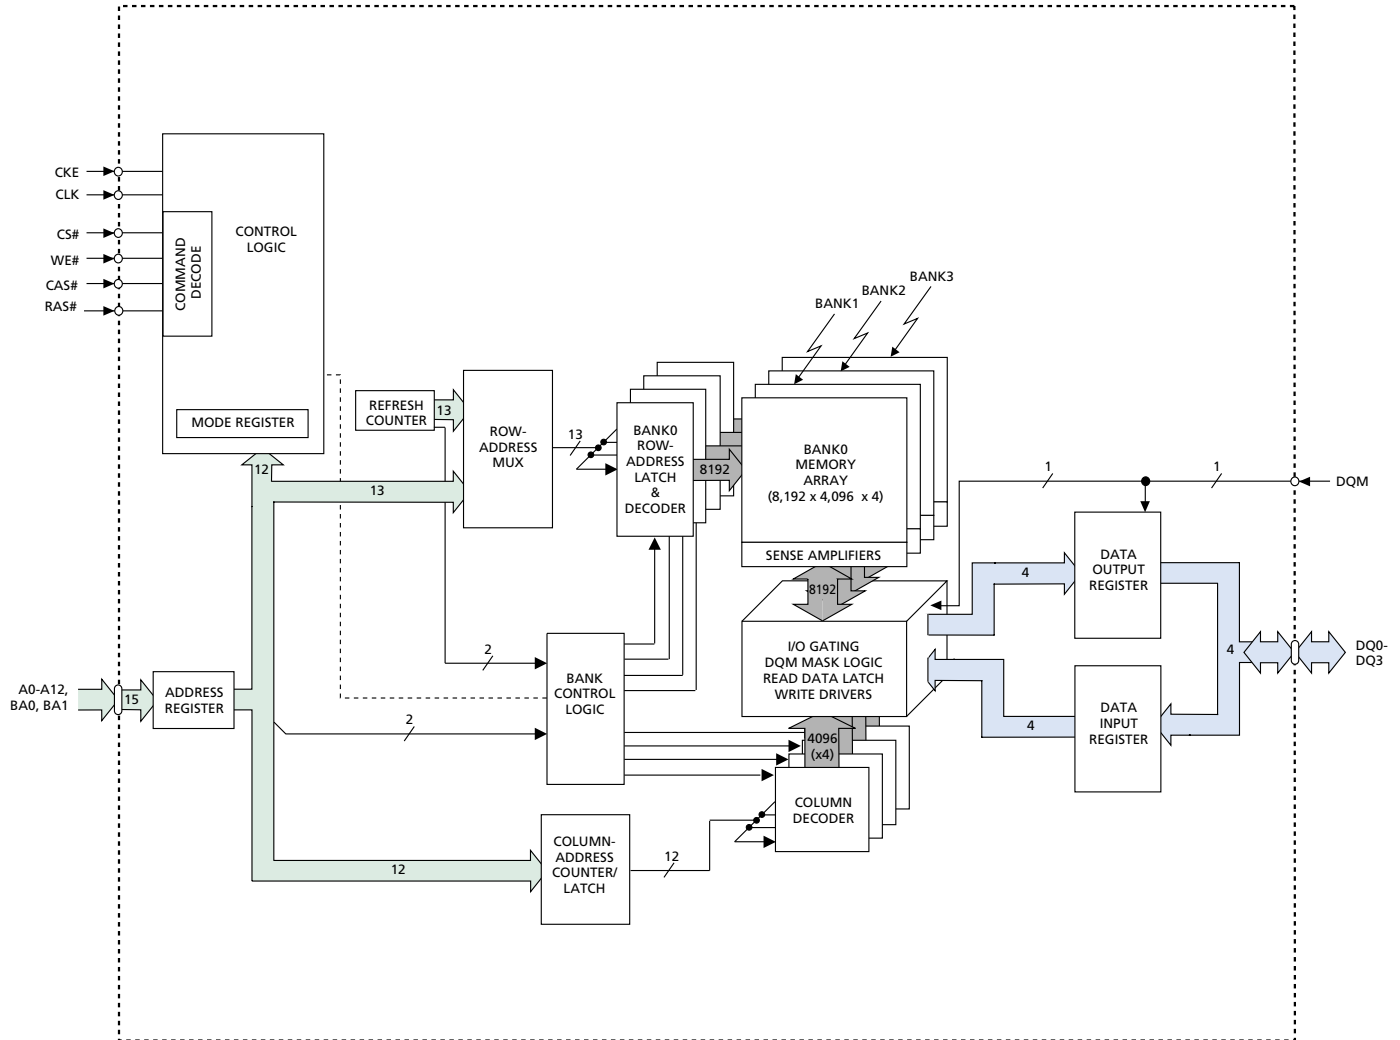 CKE
CLK
CS#
WE#
CAS#
RAS#
COMMAND
DECODE
CONTROL
LOGIC
MODE REGISTER
12
REFRESH
COUNTER
13
13
ROW-
ADDRESS
MUX
13
BANK0
ROW-
ADDRESS
LATCH
&
DECODER
8192
BANK1
BANK2
BANK3
BANK0
MEMORY
ARRAY
(8,192 x 4,096 x 4)
SENSE AMPLIFIERS
8192
I/O GATING
DQM MASK LOGIC
READ DATA LATCH
WRITE DRIVERS
1
1
DQM
4
DATA
OUTPUT
REGISTER
4
DQ0-
DQ3
4
DATA
INPUT
REGISTER
A0-A12,
BA0, BA1
15
ADDRESS
REGISTER
2
2
BANK
CONTROL
LOGIC
4096
(x4)
COLUMN
DECODER
12
COLUMN-
ADDRESS
COUNTER/
LATCH
12